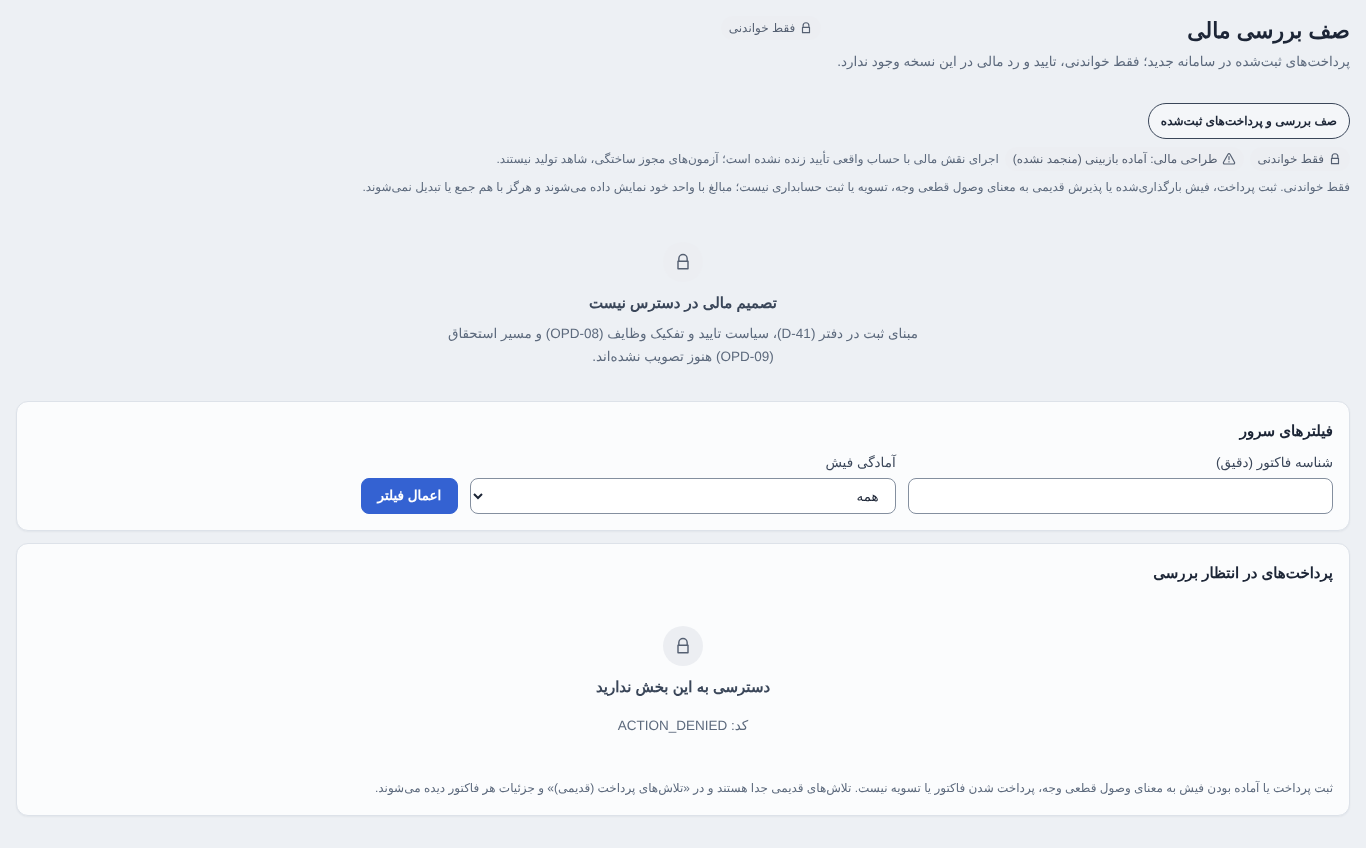 صف بررسی مالی
فقط خواندنی
پرداخت‌های ثبت‌شده در سامانه جدید؛ فقط خواندنی، تایید و رد مالی در این نسخه وجود ندارد.
صف بررسی و پرداخت‌های ثبت‌شده
فقط خواندنی طراحی مالی: آماده بازبینی (منجمد نشده) اجرای نقش مالی با حساب واقعی تأیید زنده نشده است؛ آزمون‌های مجوز ساختگی، شاهد تولید نیستند.
فقط خواندنی. ثبت پرداخت، فیش بارگذاری‌شده یا پذیرش قدیمی به معنای وصول قطعی وجه، تسویه یا ثبت حسابداری نیست؛ مبالغ با واحد خود نمایش داده می‌شوند و هرگز با هم جمع یا تبدیل نمی‌شوند.
تصمیم مالی در دسترس نیست
مبنای ثبت در دفتر (D-41)، سیاست تایید و تفکیک وظایف (OPD-08) و مسیر استحقاق
(OPD-09) هنوز تصویب نشده‌اند.
فیلترهای سرور
شناسه فاکتور (دقیق)
آمادگی فیش
همه
اعمال فیلتر
پرداخت‌های در انتظار بررسی
دسترسی به این بخش ندارید
کد: ACTION_DENIED
ثبت پرداخت یا آماده بودن فیش به معنای وصول قطعی وجه، پرداخت شدن فاکتور یا تسویه نیست. تلاش‌های قدیمی جدا هستند و در «تلاش‌های پرداخت (قدیمی)» و جزئیات هر فاکتور دیده می‌شوند.